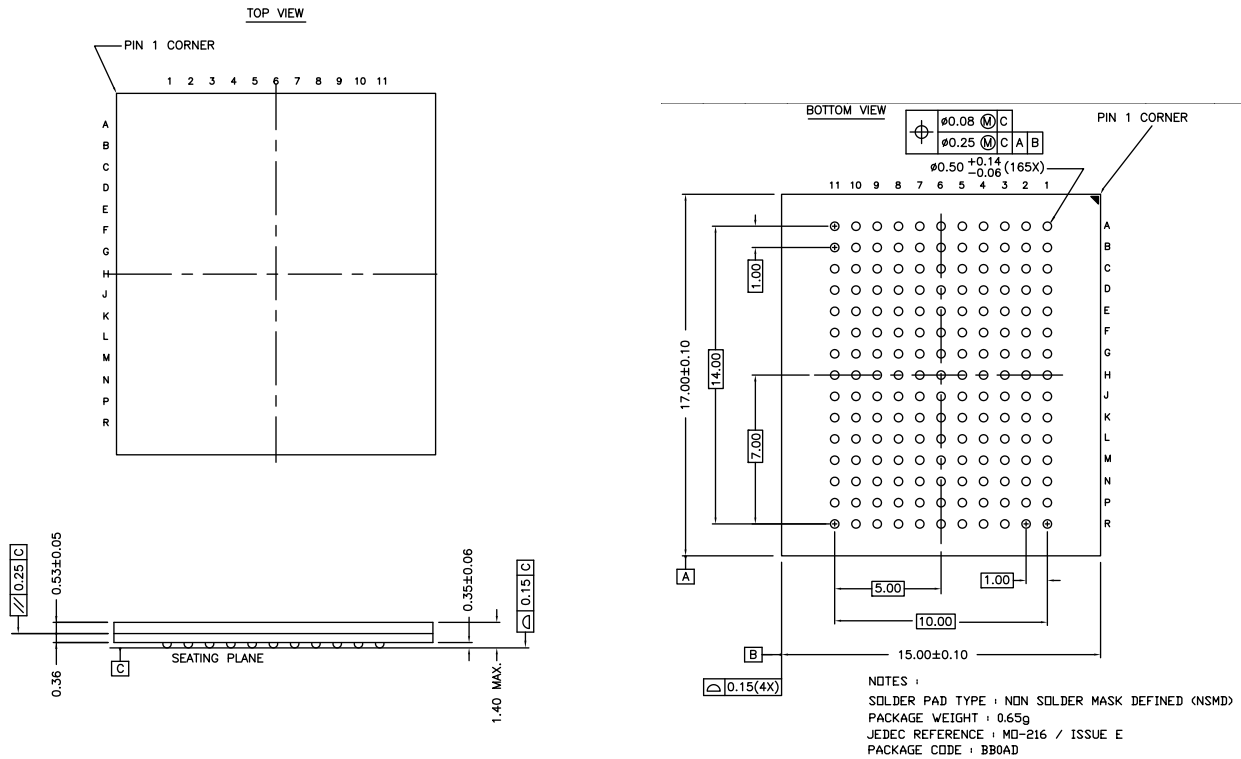 TOP VIEW
PIN 1 CORNER
1 2 3 4 5 6 7 8 9 10 11
A
B
C
D
E
F
G
H
J
K
L
M
N
P
R
0.25 C
0.53±0.05
0.36
C
SEATING PLANE
0.35±0.06
1.40 MAX.
0.15 C
BOTTOM VIEW
ø0.08 Ⓜ C
ø0.25 Ⓜ C A B
PIN 1 CORNER
ø0.50 +0.14 -0.06 (165X)
11 10 9 8 7 6 5 4 3 2 1
A
B
C
D
E
F
G
H
J
K
L
M
N
P
R
1.00
17.00±0.10
14.00
7.00
A
1.00
5.00
10.00
B
15.00±0.10
0.15(4X)
NOTES :
SOLDER PAD TYPE : NON SOLDER MASK DEFINED (NSMD)
PACKAGE WEIGHT : 0.65g
JEDEC REFERENCE : MO-216 / ISSUE E
PACKAGE CODE : BB0AD